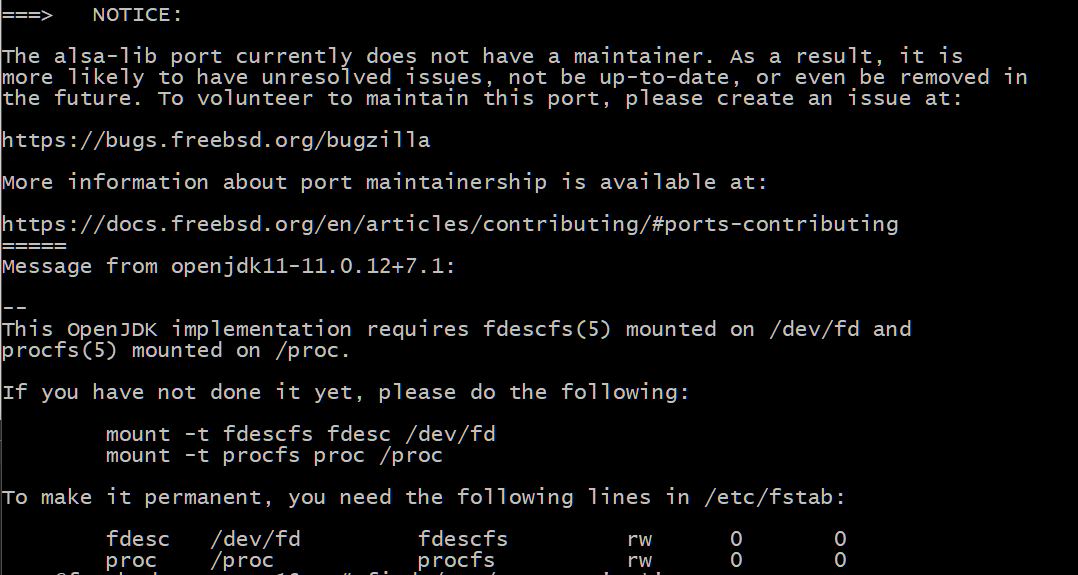 ===>   NOTICE:
The alsa-lib port currently does not have a maintainer. As a result, it is
more likely to have unresolved issues, not be up-to-date, or even be removed in
the future. To volunteer to maintain this port, please create an issue at:
https://bugs.freebsd.org/bugzilla
More information about port maintainership is available at:
https://docs.freebsd.org/en/articles/contributing/#ports-contributing
=====
Message from openjdk11-11.0.12+7.1:
--
This OpenJDK implementation requires fdescfs(5) mounted on /dev/fd and
procfs(5) mounted on /proc.
If you have not done it yet, please do the following:
mount -t fdescfs fdesc /dev/fd
mount -t procfs proc /proc
To make it permanent, you need the following lines in /etc/fstab:
fdesc   /dev/fd         fdescfs         rw      0       0
proc    /proc           procfs          rw      0       0